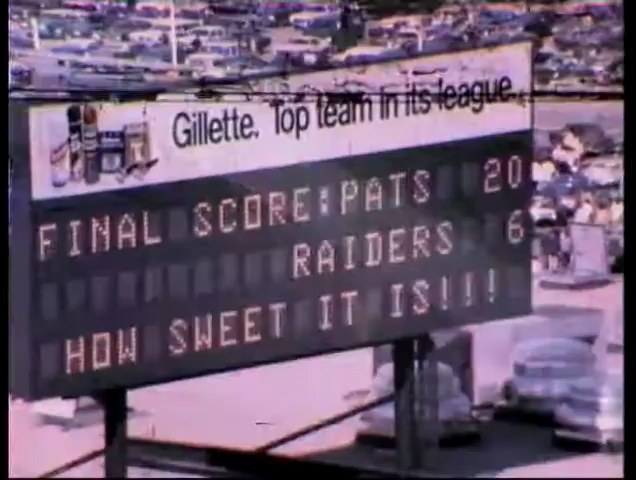 Gillette. Top team in its league.
FINAL SCORE:PATS 20
RAIDERS 6
HOW SWEET IT IS!!!